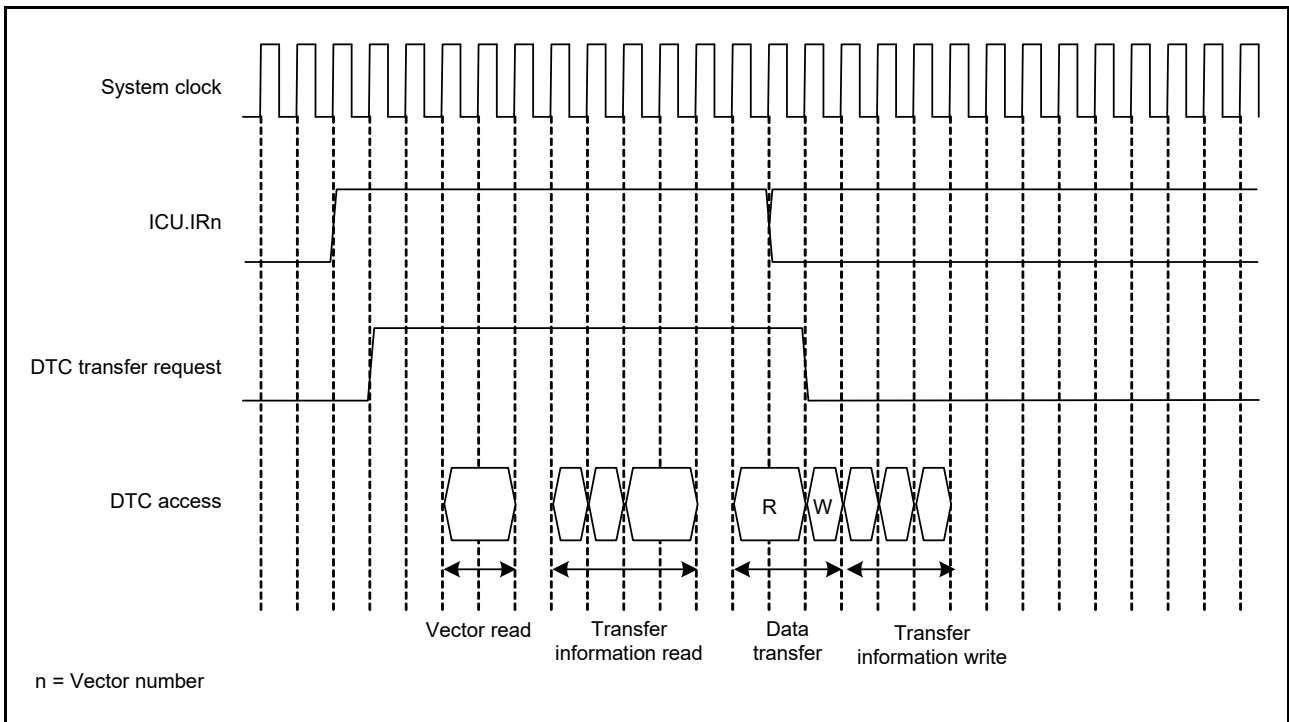 System clock
ICU.IRn
DTC transfer request
DTC access
R
W
Vector read
Transfer
information read
Data
transfer
Transfer
information write
n = Vector number